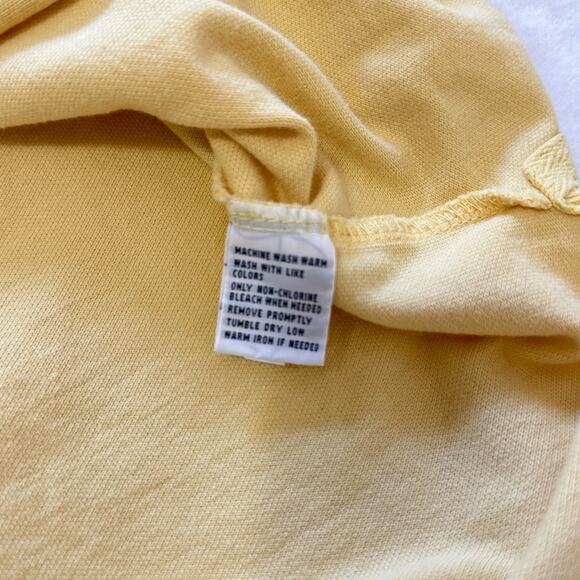 MACHINE WASH WARM
WASH WITH LIKE
COLORS
ONLY NON-CHLORINE
BLEACH WHEN NEEDED
REMOVE PROMPTLY
TUMBLE DRY LOW
WARM IRON IF NEEDED